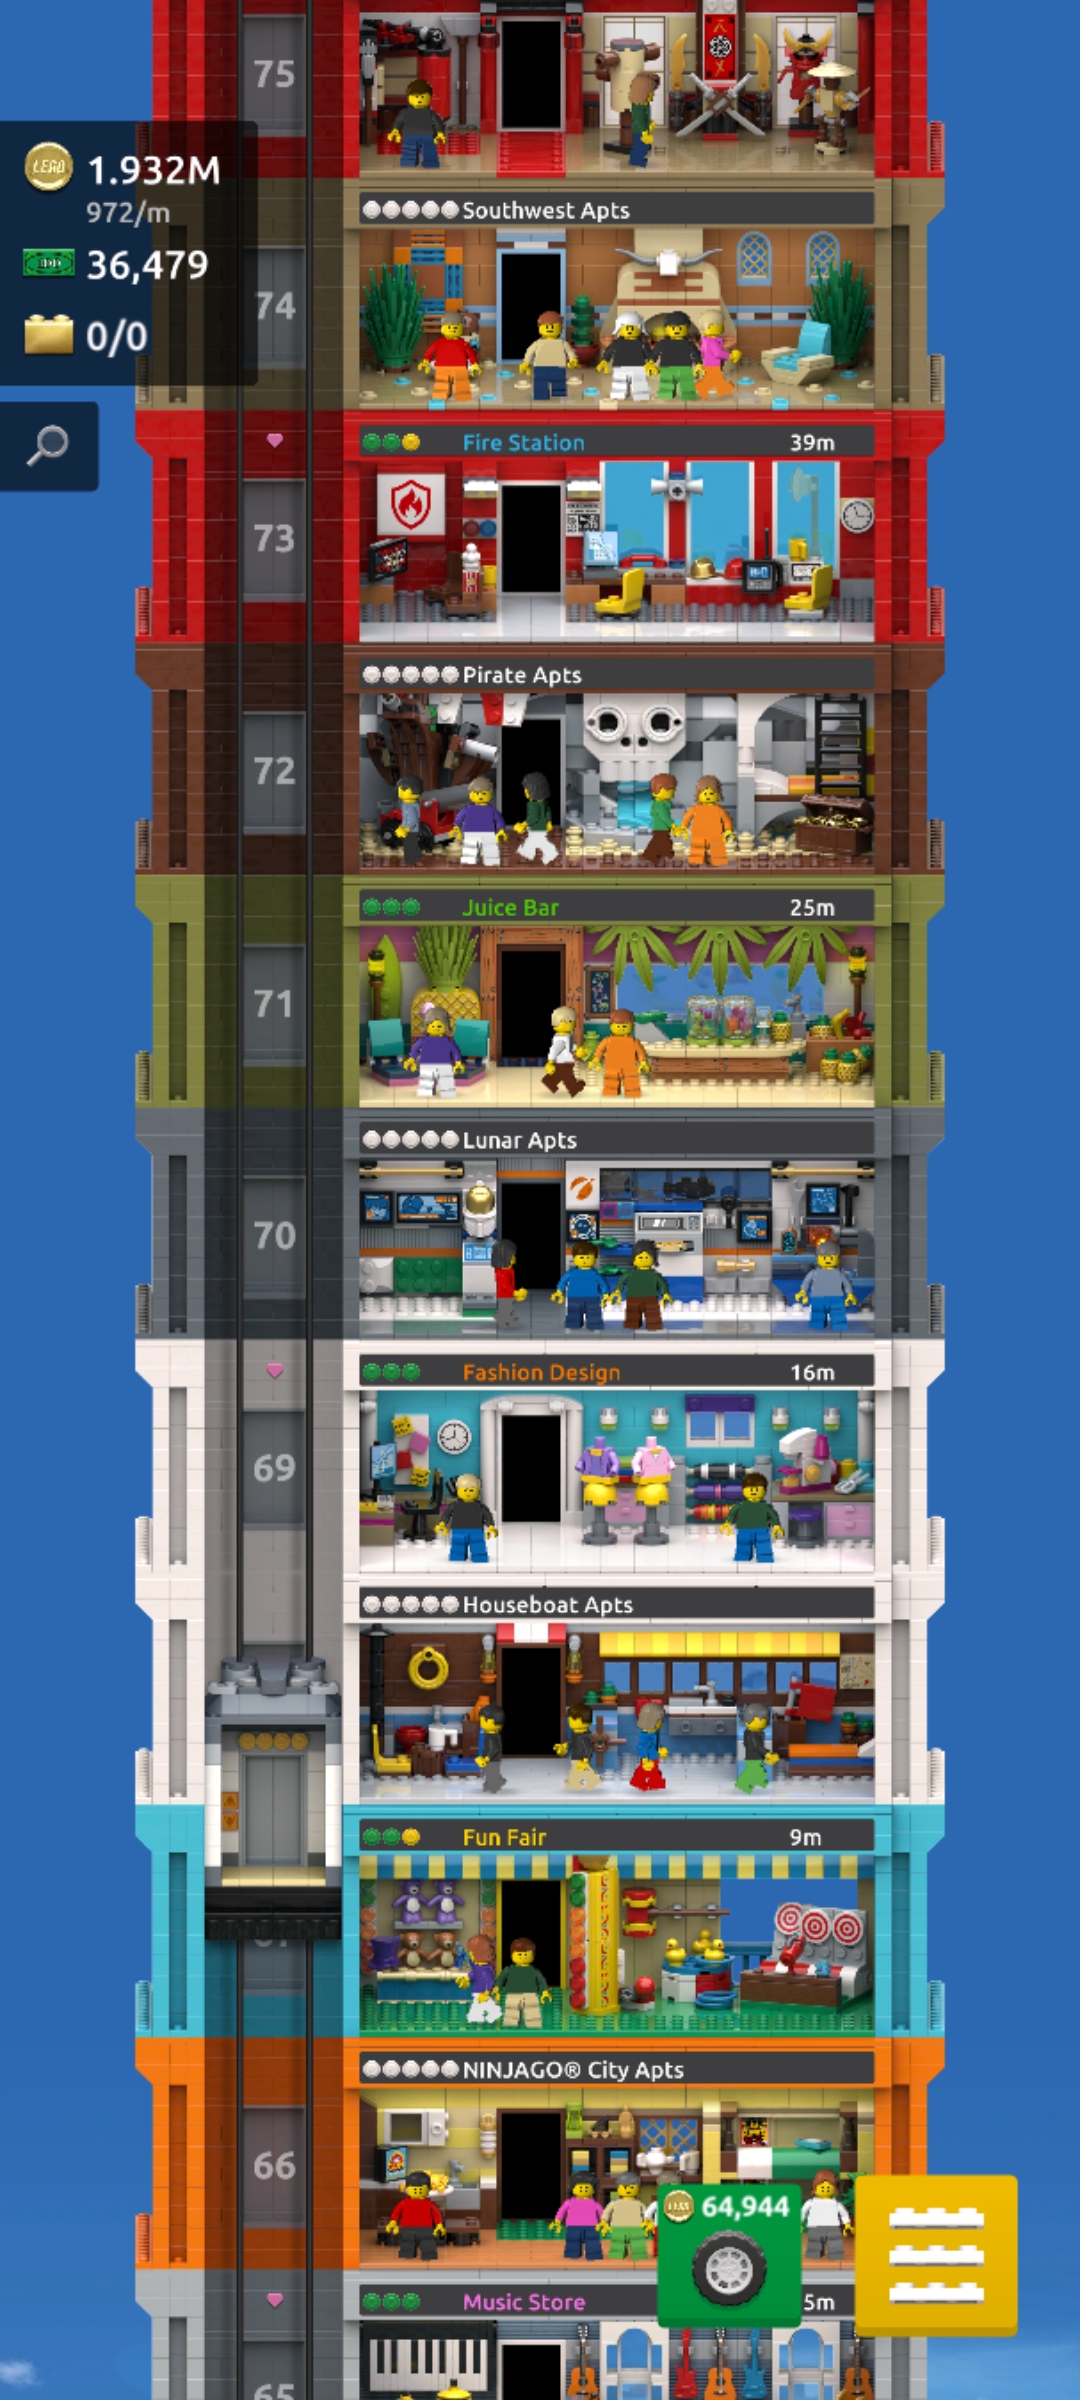 75
LEGO 1.932M
972/m
36,479
0/0
Southwest Apts
74
Fire Station 39m
73
Pirate Apts
72
Juice Bar 25m
71
Lunar Apts
70
Fashion Design 16m
69
Houseboat Apts
Fun Fair 9m
NINJAGO® City Apts
66
LEGO 64,944
Music Store 5m
65